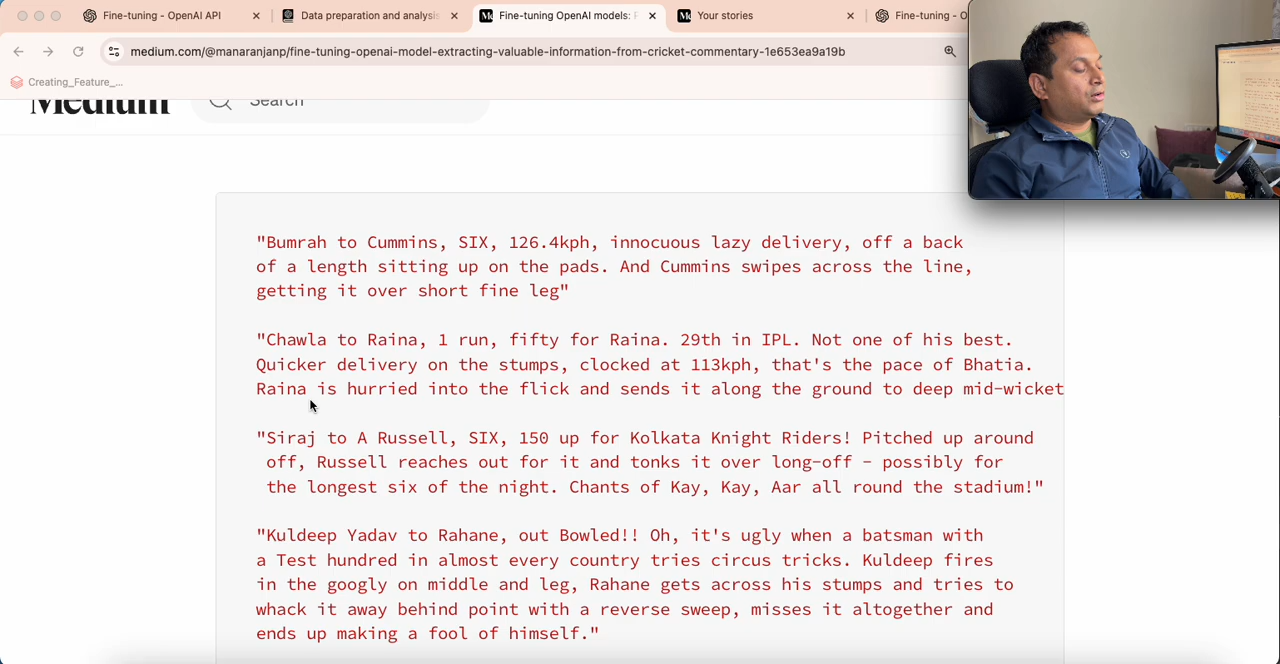 Fine-tuning - OpenAI API
Data preparation and analysis
Fine-tuning OpenAI models:
Your stories
Fine-tuning - O
medium.com/@manaranjanp/fine-tuning-openai-model-extracting-valuable-information-from-cricket-commentary-1e653ea9a19b
Creating_Feature_...
Medium
Search
"Bumrah to Cummins, SIX, 126.4kph, innocuous lazy delivery, off a back
of a length sitting up on the pads. And Cummins swipes across the line,
getting it over short fine leg"
"Chawla to Raina, 1 run, fifty for Raina. 29th in IPL. Not one of his best.
Quicker delivery on the stumps, clocked at 113kph, that's the pace of Bhatia.
Raina is hurried into the flick and sends it along the ground to deep mid-wicket
"Siraj to A Russell, SIX, 150 up for Kolkata Knight Riders! Pitched up around
off, Russell reaches out for it and tonks it over long-off - possibly for
the longest six of the night. Chants of Kay, Kay, Aar all round the stadium!"
"Kuldeep Yadav to Rahane, out Bowled!! Oh, it's ugly when a batsman with
a Test hundred in almost every country tries circus tricks. Kuldeep fires
in the googly on middle and leg, Rahane gets across his stumps and tries to
whack it away behind point with a reverse sweep, misses it altogether and
ends up making a fool of himself."